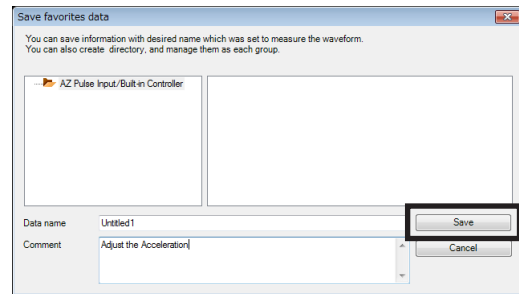 Save favorites data
You can save information with desired name which was set to measure the waveform.
You can also create directory, and manage them as each group.
AZ Pulse Input/Built-in Controller
Data name
Untitled1
Save
Comment
Adjust the Acceleration
Cancel